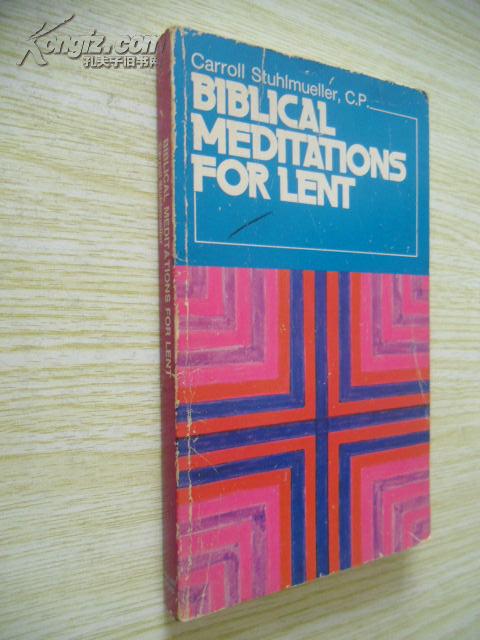 Kongfz.com
孔夫子旧书网
Carroll Stuhlmueller, C.P.
BIBLICAL
MEDITATIONS
FOR LENT
BIBLICAL MEDITATIONS FOR LENT